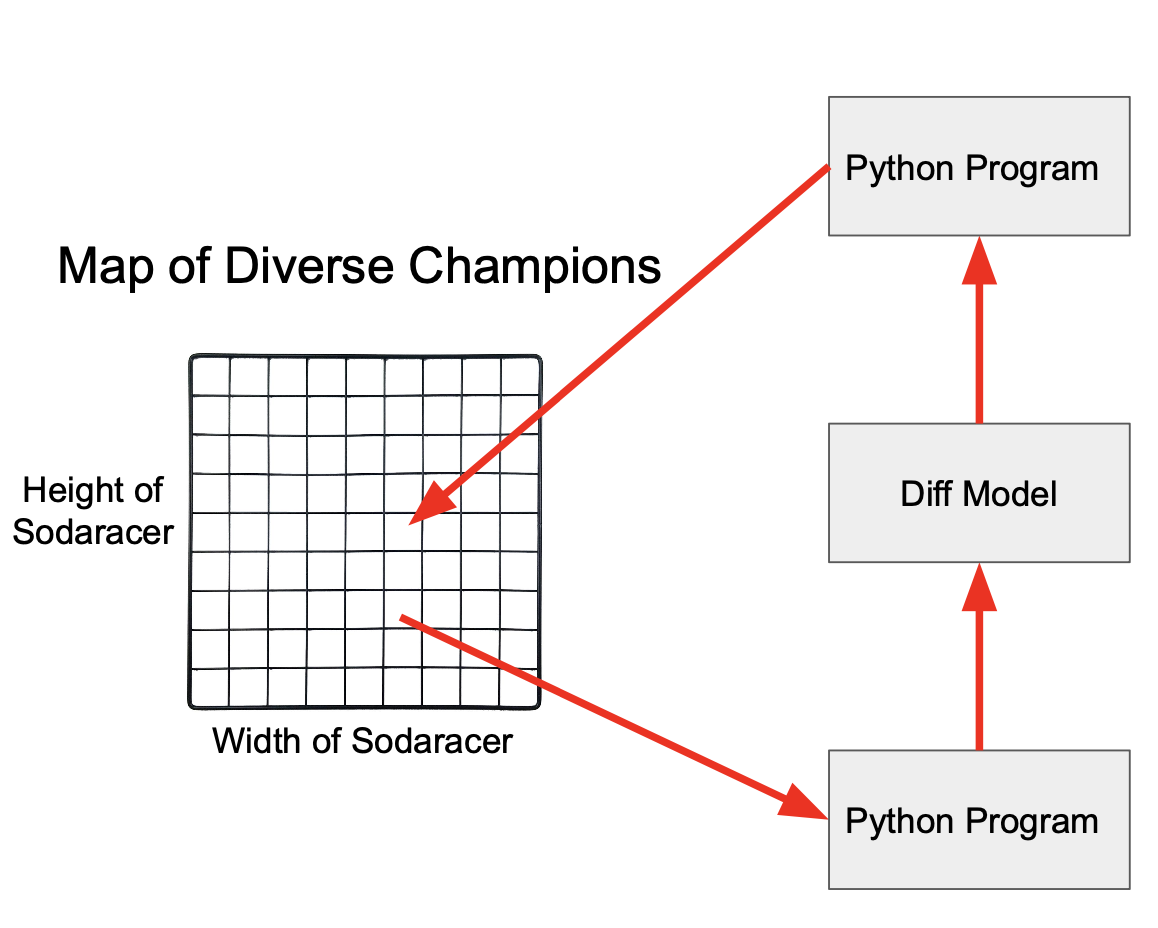 Python Program
Map of Diverse Champions
Height of
Sodaracer
Diff Model
Width of Sodaracer
Python Program